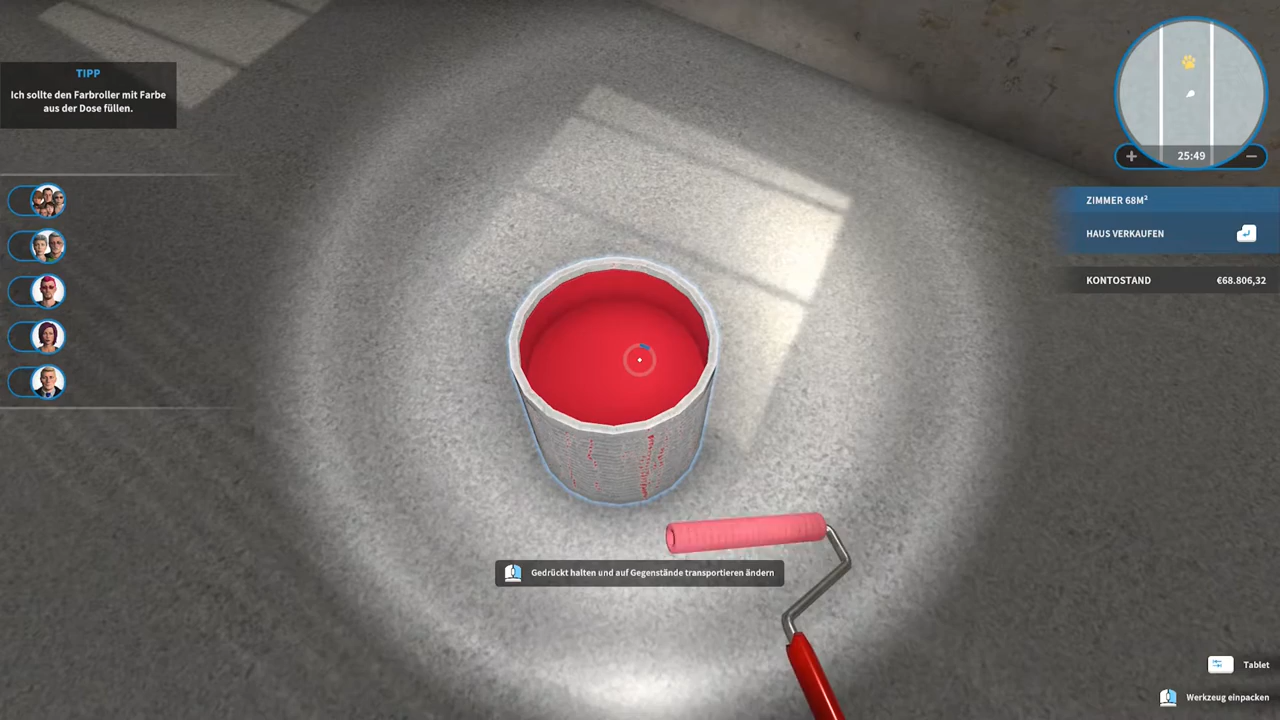 TIPP
Ich sollte den Farbroller mit Farbe
aus der Dose füllen.
25:49
ZIMMER 68M²
HAUS VERKAUFEN
KONTOSTAND €68.806,32
Gedrückt halten und auf Gegenstände transportieren ändern
Tablet
Werkzeug einpacken